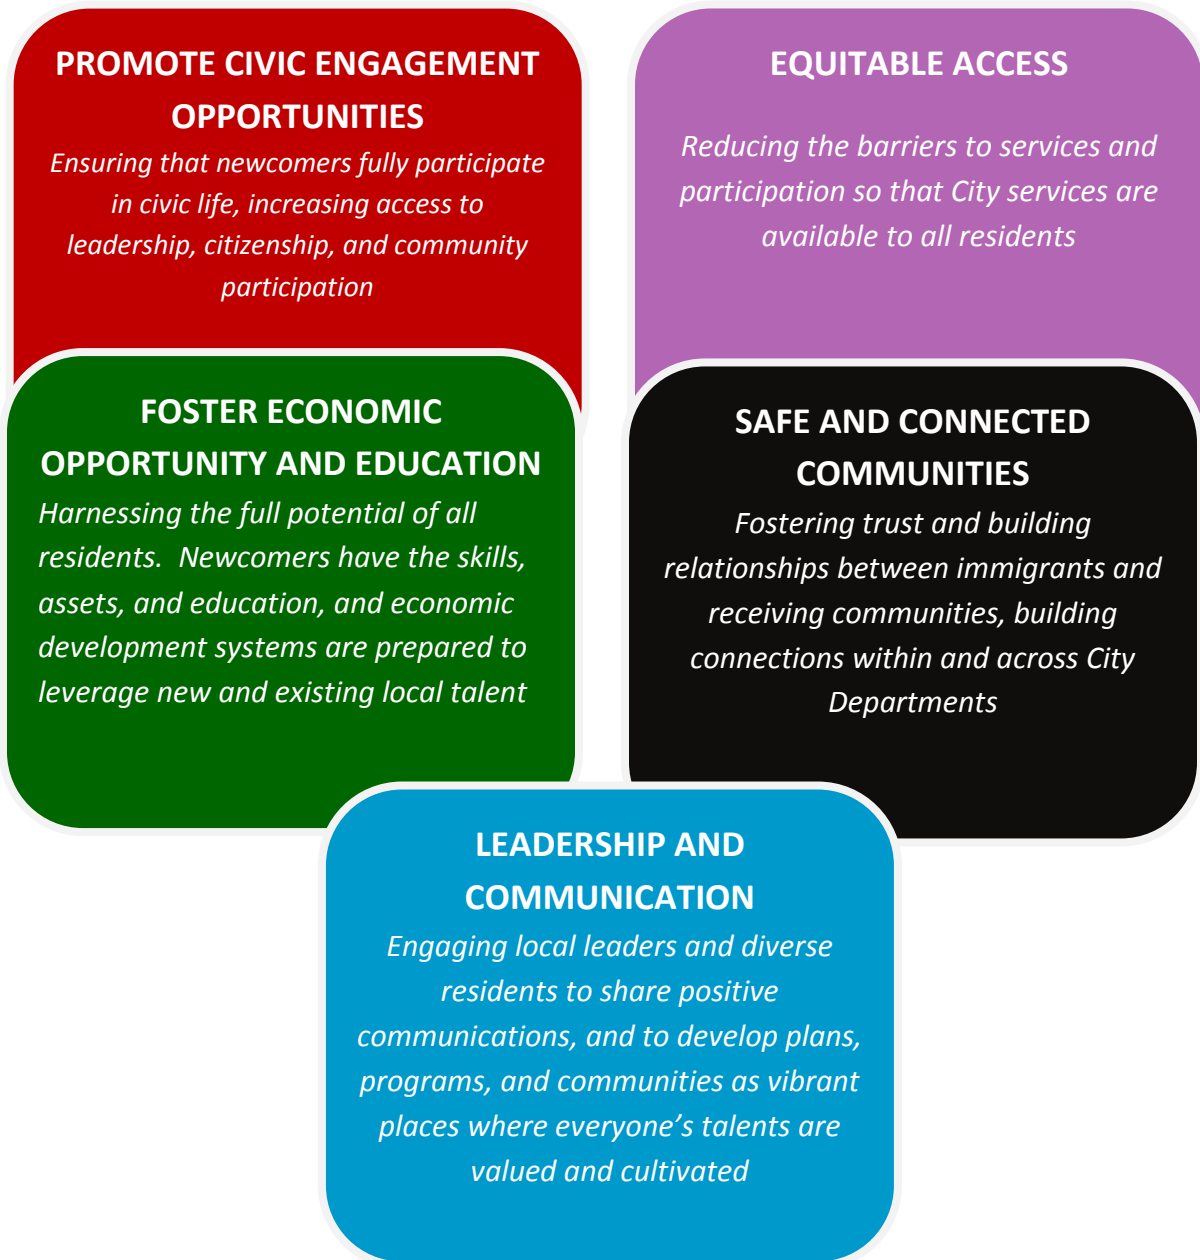 PROMOTE CIVIC ENGAGEMENT
OPPORTUNITIES
Ensuring that newcomers fully participate
in civic life, increasing access to
leadership, citizenship, and community
participation
EQUITABLE ACCESS
Reducing the barriers to services and
participation so that City services are
available to all residents
FOSTER ECONOMIC
OPPORTUNITY AND EDUCATION
Harnessing the full potential of all
residents.  Newcomers have the skills,
assets, and education, and economic
development systems are prepared to
leverage new and existing local talent
SAFE AND CONNECTED
COMMUNITIES
Fostering trust and building
relationships between immigrants and
receiving communities, building
connections within and across City
Departments
LEADERSHIP AND
COMMUNICATION
Engaging local leaders and diverse
residents to share positive
communications, and to develop plans,
programs, and communities as vibrant
places where everyone’s talents are
valued and cultivated